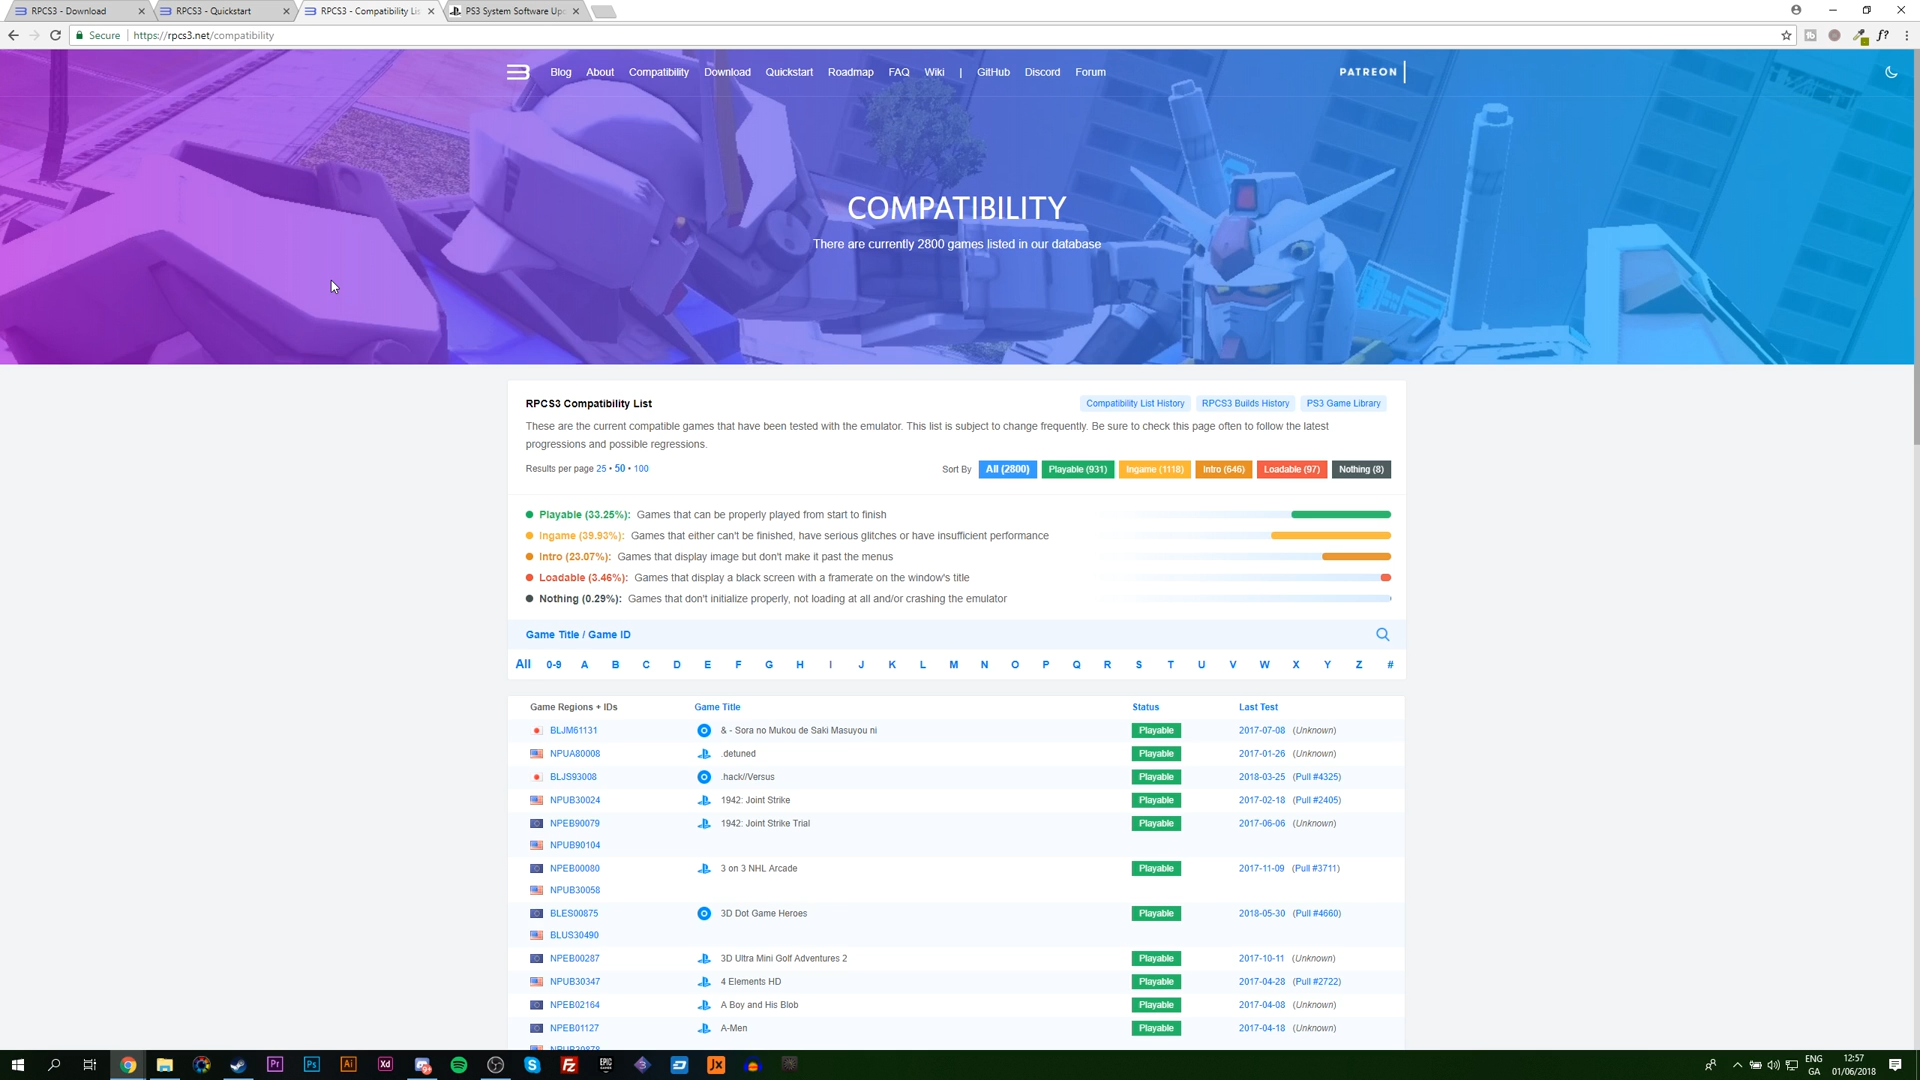 RPCS3 - Download
RPCS3 - Quickstart
RPCS3 - Compatibility Lis
PS3 System Software Upd
Secure
https://rpcs3.net/compatibility
f?
Blog About Compatibility Download Quickstart Roadmap FAQ Wiki | GitHub Discord Forum
PATREON
COMPATIBILITY
There are currently 2800 games listed in our database
RPCS3 Compatibility List
Compatibility List History RPCS3 Builds History PS3 Game Library
These are the current compatible games that have been tested with the emulator. This list is subject to change frequently. Be sure to check this page often to follow the latest
progressions and possible regressions.
Results per page 25 • 50 • 100
Sort By All (2800) Playable (931) Ingame (1118) Intro (646) Loadable (97) Nothing (8)
Playable (33.25%): Games that can be properly played from start to finish
Ingame (39.93%): Games that either can't be finished, have serious glitches or have insufficient performance
Intro (23.07%): Games that display image but don't make it past the menus
Loadable (3.46%): Games that display a black screen with a framerate on the window's title
Nothing (0.29%): Games that don't initialize properly, not loading at all and/or crashing the emulator
Game Title / Game ID
All 0-9 A B C D E F G H I J K L M N O P Q R S T U V W X Y Z #
Game Regions + IDs Game Title Status Last Test
BLJM61131 & - Sora no Mukou de Saki Masuyou ni Playable 2017-07-08 (Unknown)
NPUA80008 .detuned Playable 2017-01-26 (Unknown)
BLJS93008 .hack//Versus Playable 2018-03-25 (Pull #4325)
NPUB30024 1942: Joint Strike Playable 2017-02-18 (Pull #2405)
NPEB90079 1942: Joint Strike Trial Playable 2017-06-06 (Unknown)
NPUB90104
NPEB00080 3 on 3 NHL Arcade Playable 2017-11-09 (Pull #3711)
NPUB30058
BLES00875 3D Dot Game Heroes Playable 2018-05-30 (Pull #4660)
BLUS30490
NPEB00287 3D Ultra Mini Golf Adventures 2 Playable 2017-10-11 (Unknown)
NPUB30347 4 Elements HD Playable 2017-04-28 (Pull #2722)
NPEB02164 A Boy and His Blob Playable 2017-04-08 (Unknown)
NPEB01127 A-Men Playable 2017-04-18 (Unknown)
Pr Ps Ai Xd
EPIC GAMES
Fz
JX
ENG
GA
12:57
01/06/2018